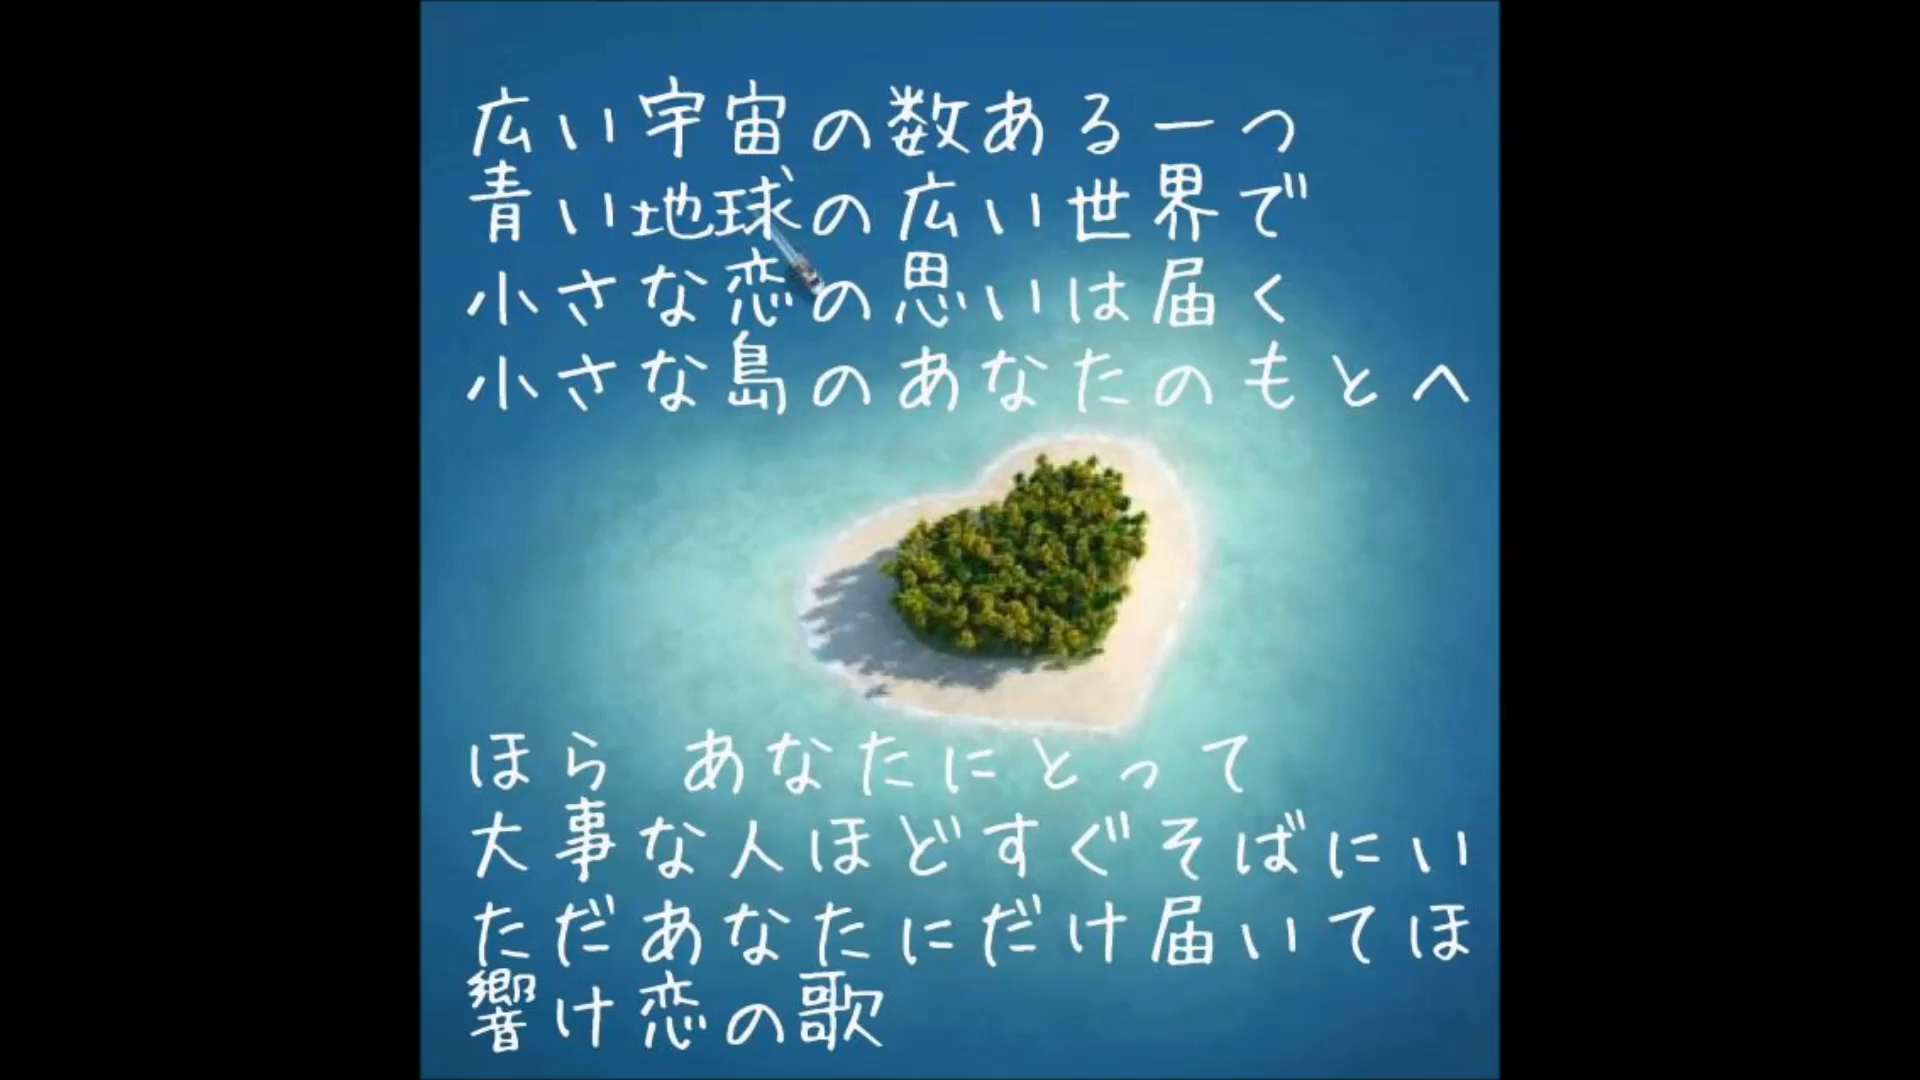 広い宇宙の数ある一つ
青い地球の広い世界で
小さな恋の思いは届く
小さな島のあなたのもとへ
ほら あなたにとって
大事な人ほどすぐそばにい
ただあなたにだけ届いてほ
響け恋の歌